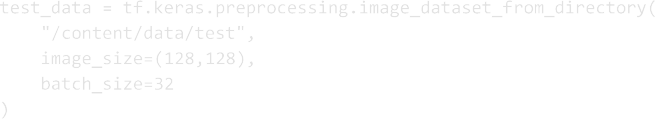 test_data = tf.keras.preprocessing.image_dataset_from_directory(
    "/content/data/test",
    image_size=(128,128),
    batch_size=32
)